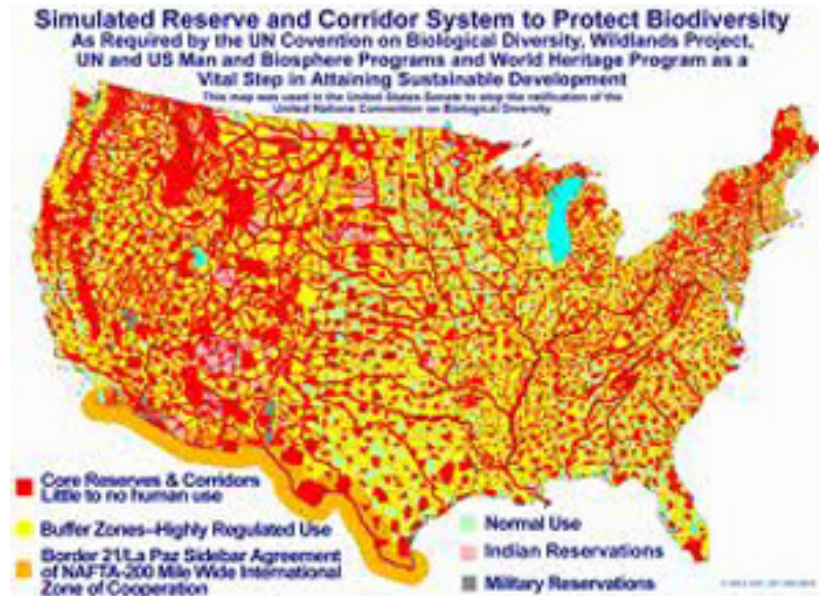 Simulated Reserve and Corridor System to Protect Biodiversity
As Required by the UN Covention on Biological Diversity, Wildlands Project,
UN and US Man and Biosphere Programs and World Heritage Program as a
Vital Step in Attaining Sustainable Development
This map was used in the United States Senate to stop the ratification of the
United Nations Convention on Biological Diversity
Core Reserves & Corridors
Little to no human use
Buffer Zones–Highly Regulated Use
Border 21/La Paz Sidebar Agreement
of NAFTA-200 Mile Wide International
Zone of Cooperation
Normal Use
Indian Reservations
Military Reservations